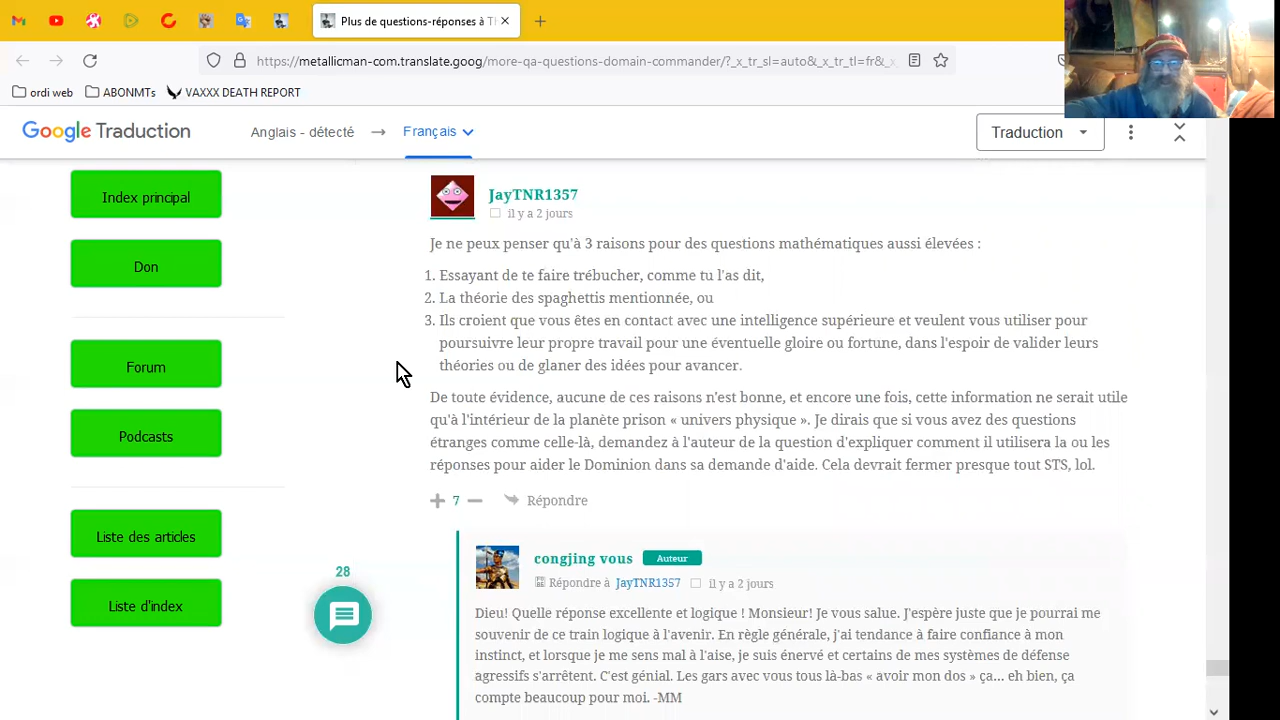 Plus de questions-réponses à Tl
https://metallicman-com.translate.goog/more-qa-questions-domain-commander/?_x_tr_sl=auto&_x_tr_tl=fr&_x_
ordi web
ABONMTs
VAXXX DEATH REPORT
Google Traduction
Anglais - détecté
Français
Traduction
Index principal
Don
Forum
Podcasts
Liste des articles
Liste d'index
28
JayTNR1357
il y a 2 jours
Je ne peux penser qu'à 3 raisons pour des questions mathématiques aussi élevées :
1. Essayant de te faire trébucher, comme tu l'as dit,
2. La théorie des spaghettis mentionnée, ou
3. Ils croient que vous êtes en contact avec une intelligence supérieure et veulent vous utiliser pour
poursuivre leur propre travail pour une éventuelle gloire ou fortune, dans l'espoir de valider leurs
théories ou de glaner des idées pour avancer.
De toute évidence, aucune de ces raisons n'est bonne, et encore une fois, cette information ne serait utile
qu'à l'intérieur de la planète prison « univers physique ». Je dirais que si vous avez des questions
étranges comme celle-là, demandez à l'auteur de la question d'expliquer comment il utilisera la ou les
réponses pour aider le Dominion dans sa demande d'aide. Cela devrait fermer presque tout STS, lol.
7
Répondre
congjing vous Auteur
Répondre à JayTNR1357 il y a 2 jours
Dieu! Quelle réponse excellente et logique ! Monsieur! Je vous salue. J'espère juste que je pourrai me
souvenir de ce train logique à l'avenir. En règle générale, j'ai tendance à faire confiance à mon
instinct, et lorsque je me sens mal à l'aise, je suis énervé et certains de mes systèmes de défense
agressifs s'arrêtent. C'est génial. Les gars avec vous tous là-bas « avoir mon dos » ça... eh bien, ça
compte beaucoup pour moi. -MM